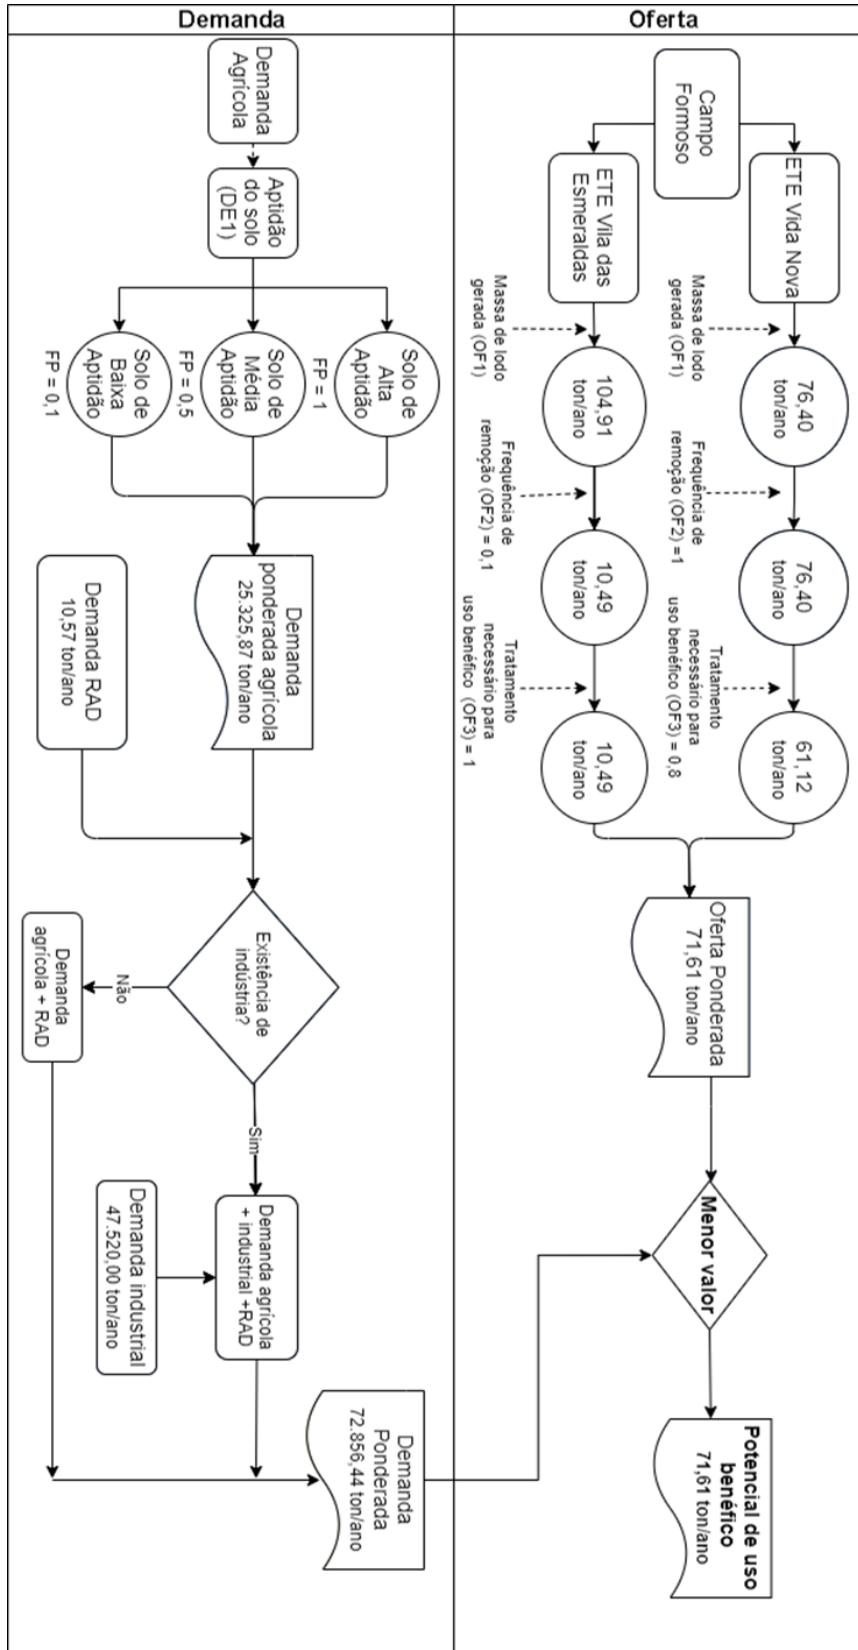 Demanda
Oferta
Campo
Formoso
ETE Vida Nova
Massa de lodo
gerada (OF1)
76,40
ton/ano
Frequência de
remoção (OF2) =1
76,40
ton/ano
Tratamento
necessário para
uso benéfico (OF3) = 0,8
61,12
ton/ano
ETE Vila das
Esmeraldas
Massa de lodo
gerada (OF1)
104,91
ton/ano
Frequência de
remoção (OF2) = 0,1
10,49
ton/ano
Tratamento
necessário para
uso benéfico (OF3) = 1
10,49
ton/ano
Oferta Ponderada
71,61 ton/ano
Menor valor
Potencial de uso
benéfico
71,61 ton/ano
Demanda
Agrícola
Aptidão
do solo
(DE1)
Solo de
Alta
Aptidão
FP = 1
Solo de
Média
Aptidão
FP = 0,5
Solo de
Baixa
Aptidão
FP = 0,1
Demanda
ponderada agrícola
25.325,87 ton/ano
Demanda RAD
10,57 ton/ano
Existência de
indústria?
Não
Demanda
agrícola + RAD
Sim
Demanda agrícola
+ industrial +RAD
Demanda industrial
47.520,00 ton/ano
Demanda
Ponderada
72.856,44 ton/ano